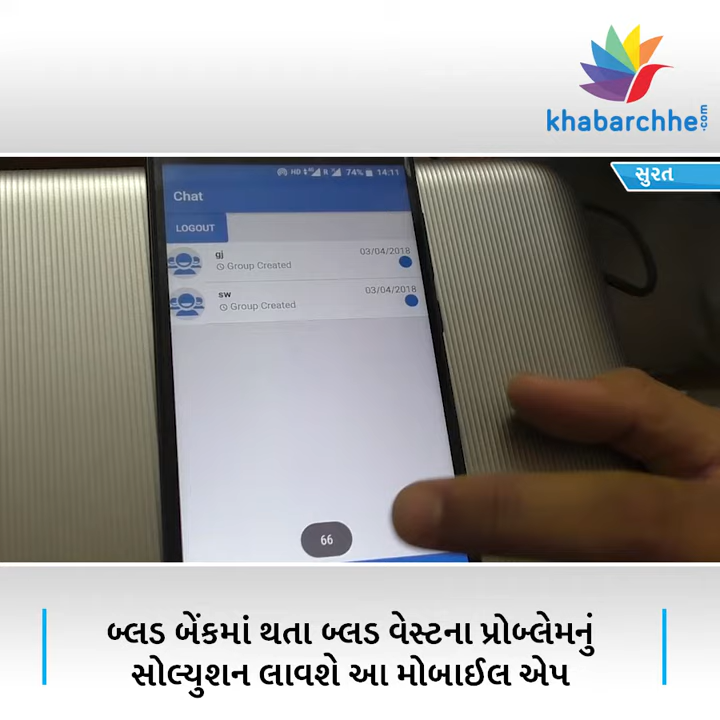 khabarchhe.com
સુરત
HD 4G R 74% 14:11
Chat
LOGOUT
gj 03/04/2018
Group Created
sw 03/04/2018
Group Created
66
બ્લડ બેંકમાં થતા બ્લડ વેસ્ટના પ્રોબ્લેમનું
સોલ્યુશન લાવશે આ મોબાઈલ એપ